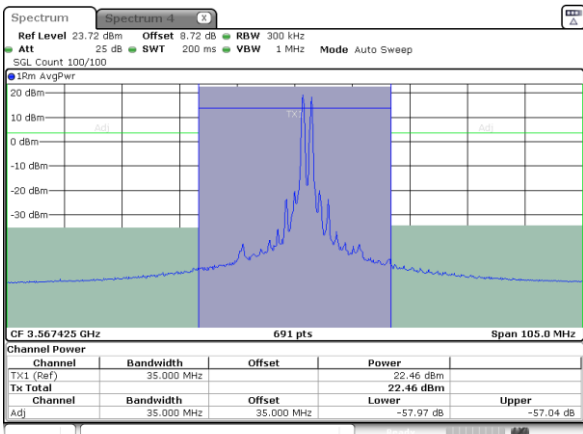 Spectrum Spectrum 4 X
Ref Level 23.72 dBm Offset 8.72 dB RBW 300 kHz
Att 25 dB SWT 200 ms VBW 1 MHz Mode Auto Sweep
SGL Count 100/100
1Rm AvgPwr
20 dBm
TX1
10 dBm
Adj Adj
0 dBm
-10 dBm
-20 dBm
-30 dBm
CF 3.567425 GHz 691 pts Span 105.0 MHz
Channel Power
Channel Bandwidth Offset Power
TX1 (Ref) 35.000 MHz 22.46 dBm
Tx Total 22.46 dBm
Channel Bandwidth Offset Lower Upper
Adj 35.000 MHz 35.000 MHz -57.97 dB -57.04 dB